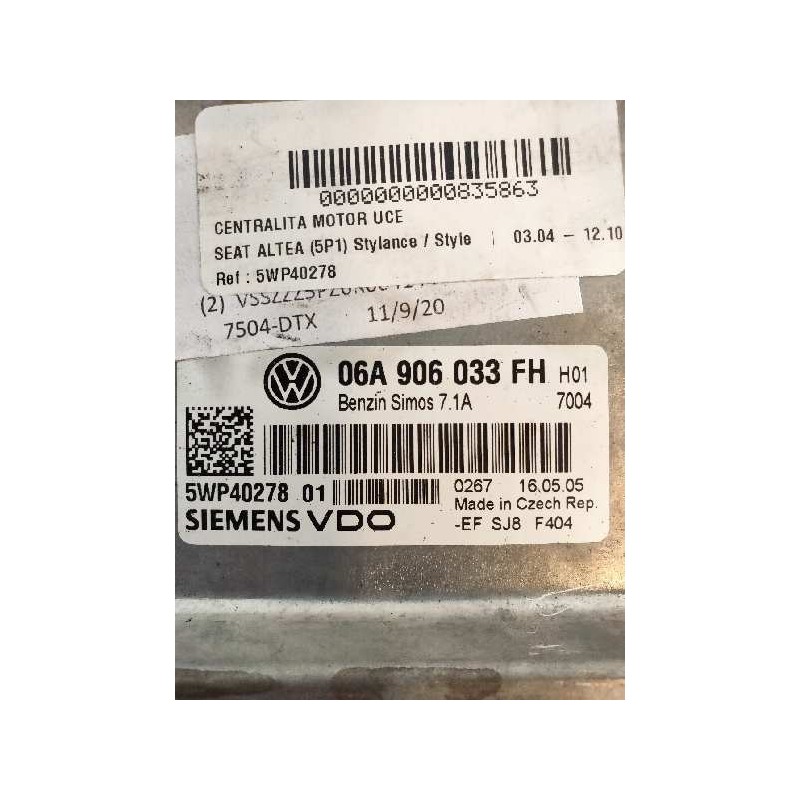 0000000000835863
CENTRALITA MOTOR UCE
SEAT ALTEA (5P1) Stylance / Style | 03.04 – 12.10
Ref : 5WP40278
(2)
7504-DTX 11/9/20
06A 906 033 FH H01
Benzin Simos 7.1A 7004
5WP40278 01 0267 16.05.05
Made in Czech Rep.
SIEMENS VDO -EF SJ8 F404